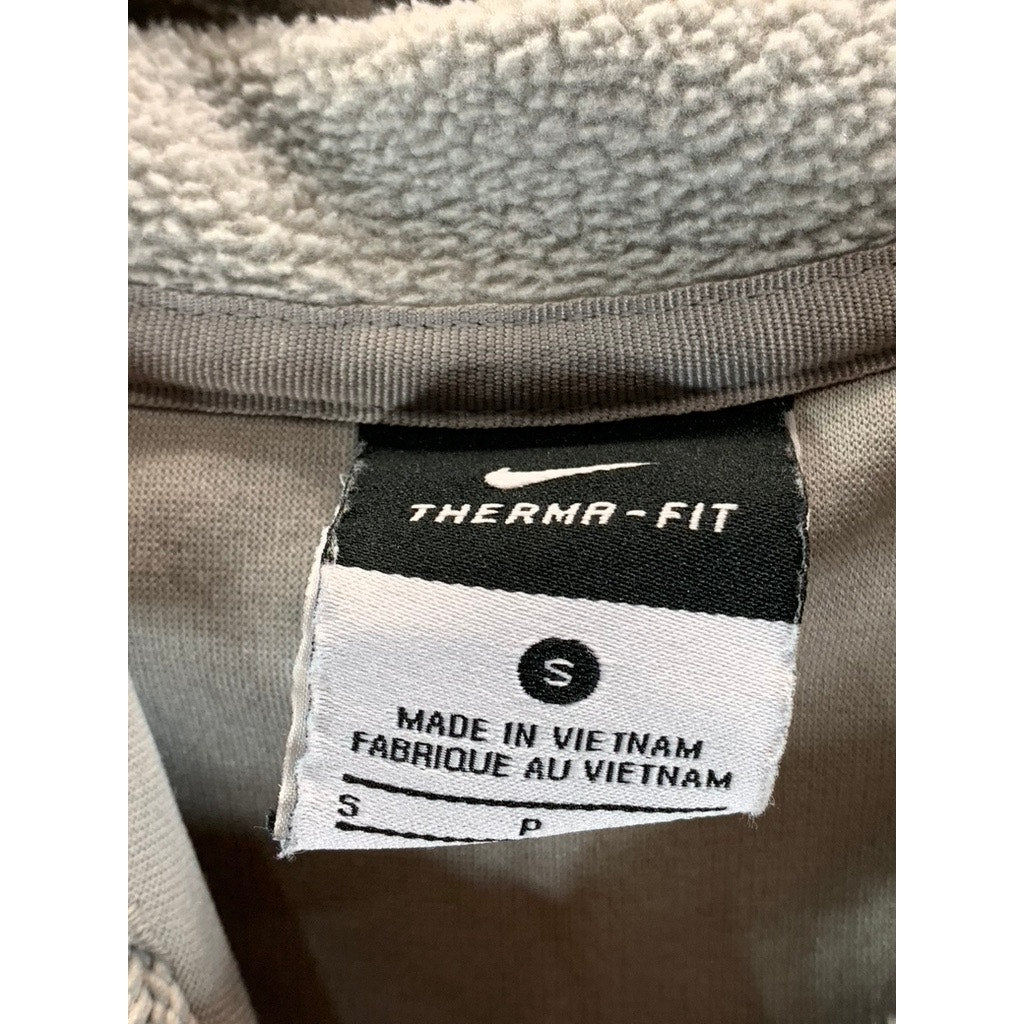 THERMA-FIT
S
MADE IN VIETNAM
FABRIQUE AU VIETNAM
S P